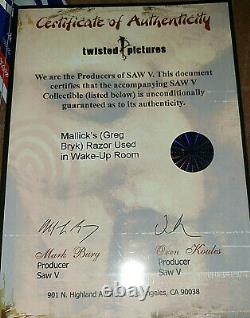 Certificate of Authenticity
twisted pictures
We are the Producers of SAW V. This document
certifies that the accompanying SAW V
Collectible (listed below) is unconditionally
guaranteed as to its authenticity.
Mallick's (Greg
Bryk) Razor Used
in Wake-Up Room
Mark Burg
Producer
Saw V
Oren Koules
Producer
Saw V
901 N. Highland A Angeles, CA 90038